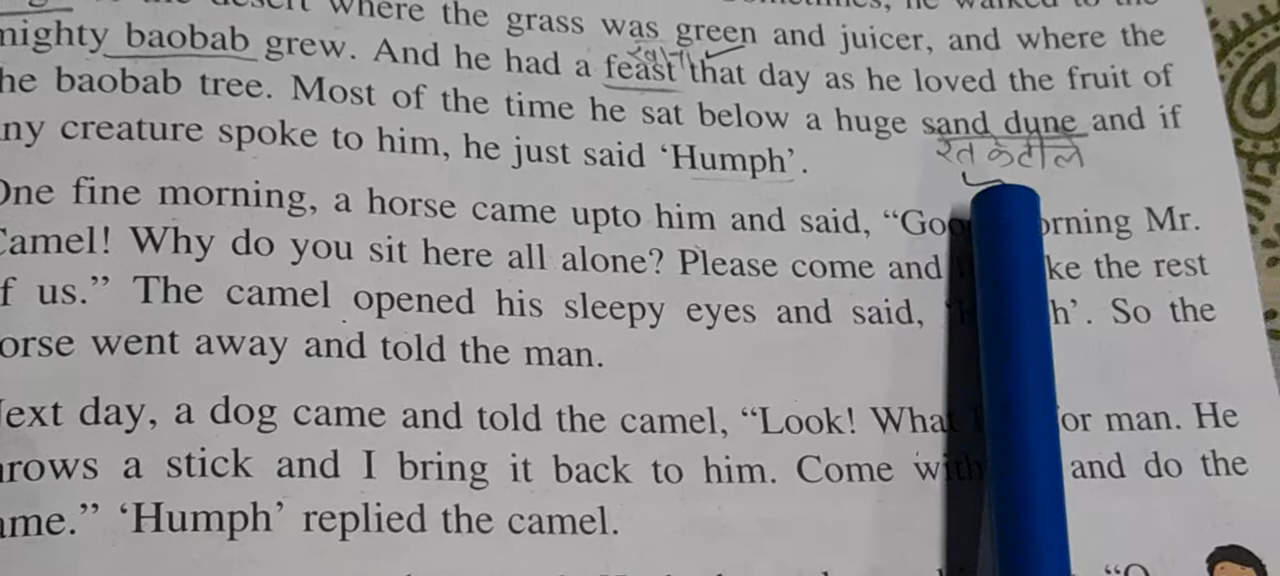 desert where the grass was green and juicer, and where the
mighty baobab grew. And he had a feast that day as he loved the fruit of
he baobab tree. Most of the time he sat below a huge sand dune and if
ny creature spoke to him, he just said ‘Humph’.
रेत के टीले
One fine morning, a horse came upto him and said, “Goo orning Mr.
Camel! Why do you sit here all alone? Please come and ke the rest
f us.” The camel opened his sleepy eyes and said, h’. So the
orse went away and told the man.
ext day, a dog came and told the camel, “Look! What or man. He
rows a stick and I bring it back to him. Come with and do the
ame.” ‘Humph’ replied the camel.